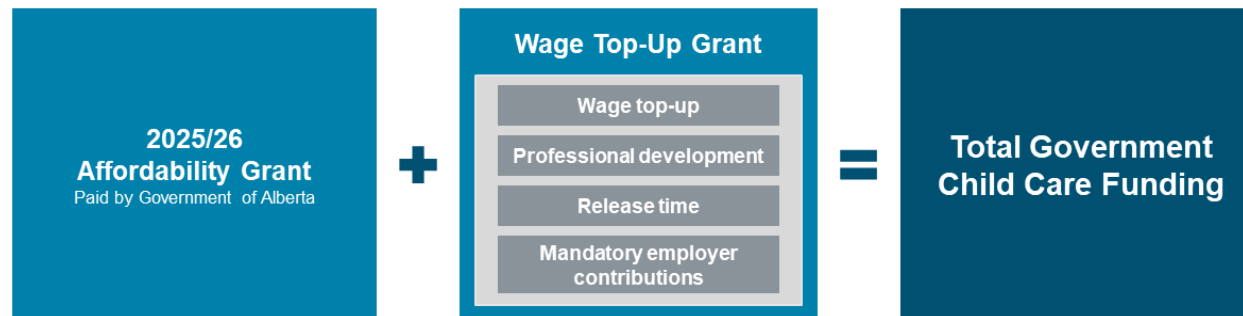 2025/26
Affordability Grant
Paid by Government of Alberta
+
Wage Top-Up Grant
Wage top-up
Professional development
Release time
Mandatory employer
contributions
=
Total Government
Child Care Funding